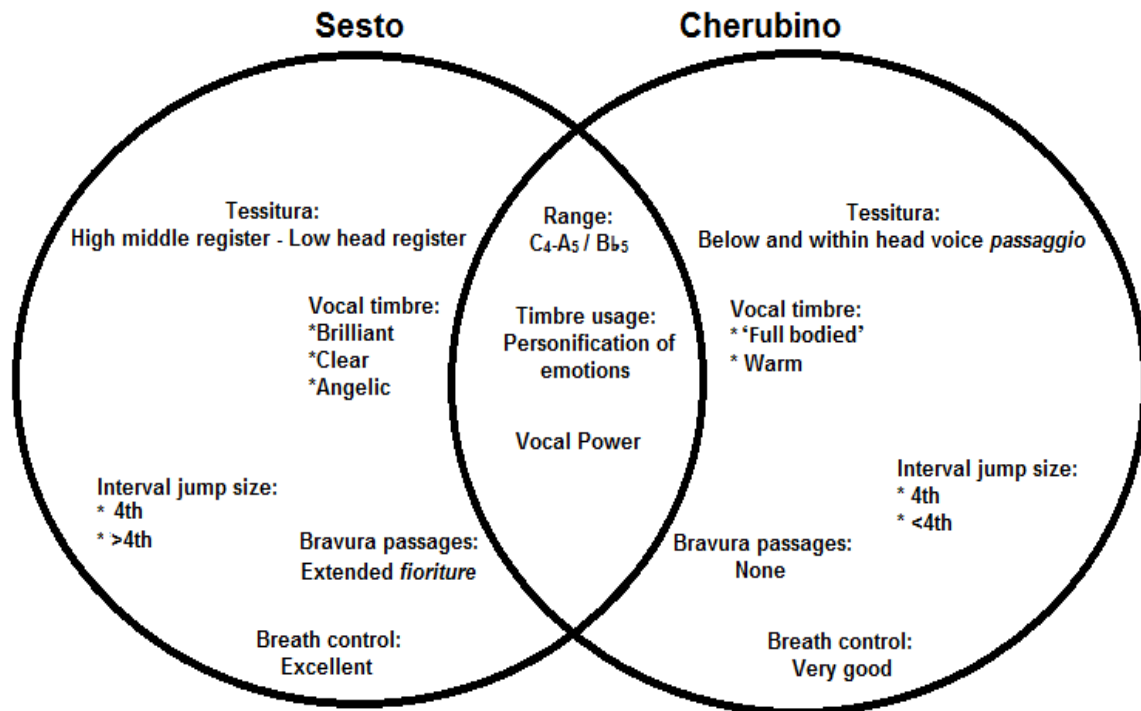 Sesto
Cherubino
Tessitura:
High middle register - Low head register
Vocal timbre:
*Brilliant
*Clear
*Angelic
Interval jump size:
* 4th
* >4th
Bravura passages:
Extended fioriture
Breath control:
Excellent
Range:
C₄-A₅ / B♭₅
Timbre usage:
Personification of
emotions
Vocal Power
Tessitura:
Below and within head voice passaggio
Vocal timbre:
* ‘Full bodied’
* Warm
Interval jump size:
* 4th
* <4th
Bravura passages:
None
Breath control:
Very good